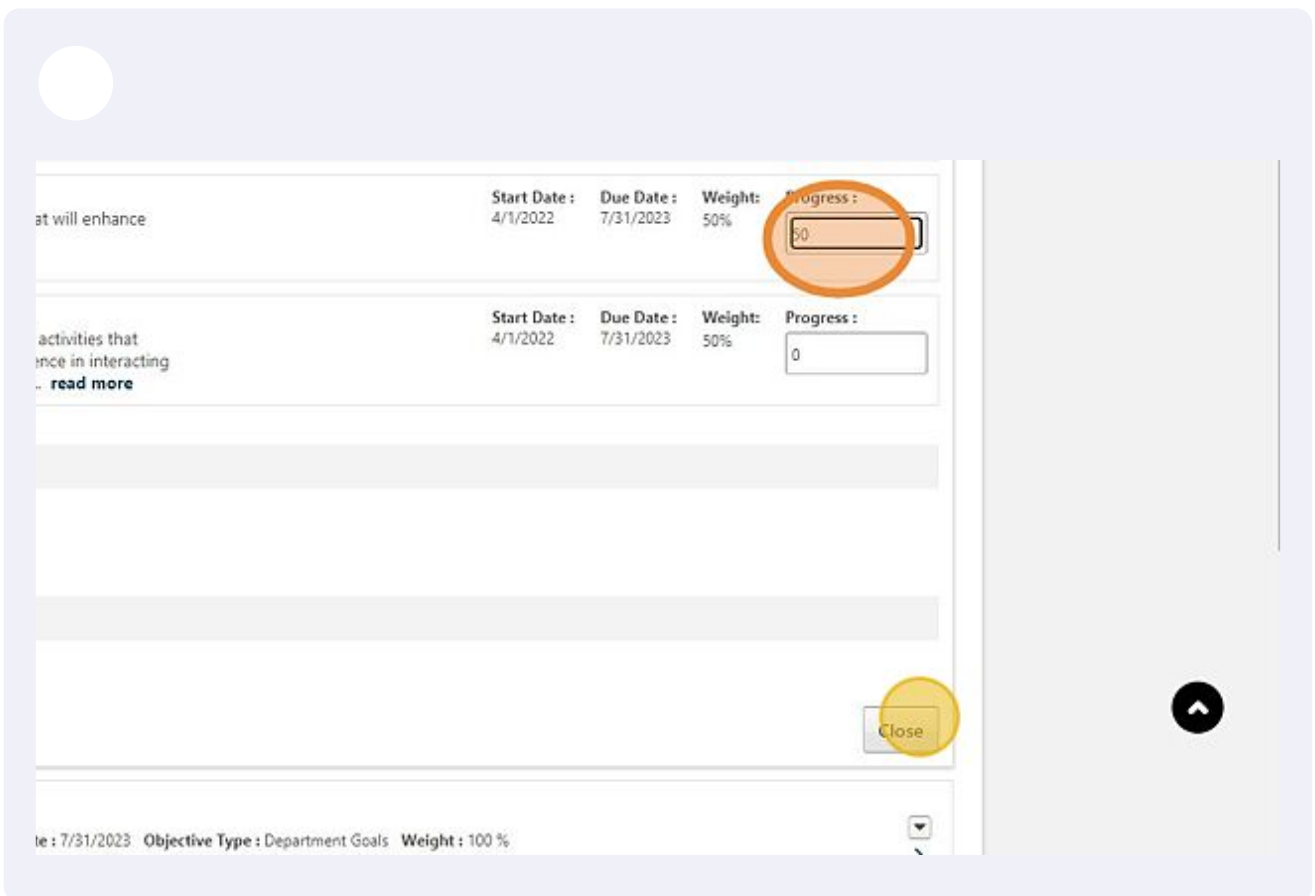 Start Date : Due Date : Weight: Progress :
at will enhance 4/1/2022 7/31/2023 50%
50
Start Date : Due Date : Weight: Progress :
activities that 4/1/2022 7/31/2023 50%
ence in interacting 0
.. read more
Close
te : 7/31/2023 Objective Type : Department Goals Weight : 100 %